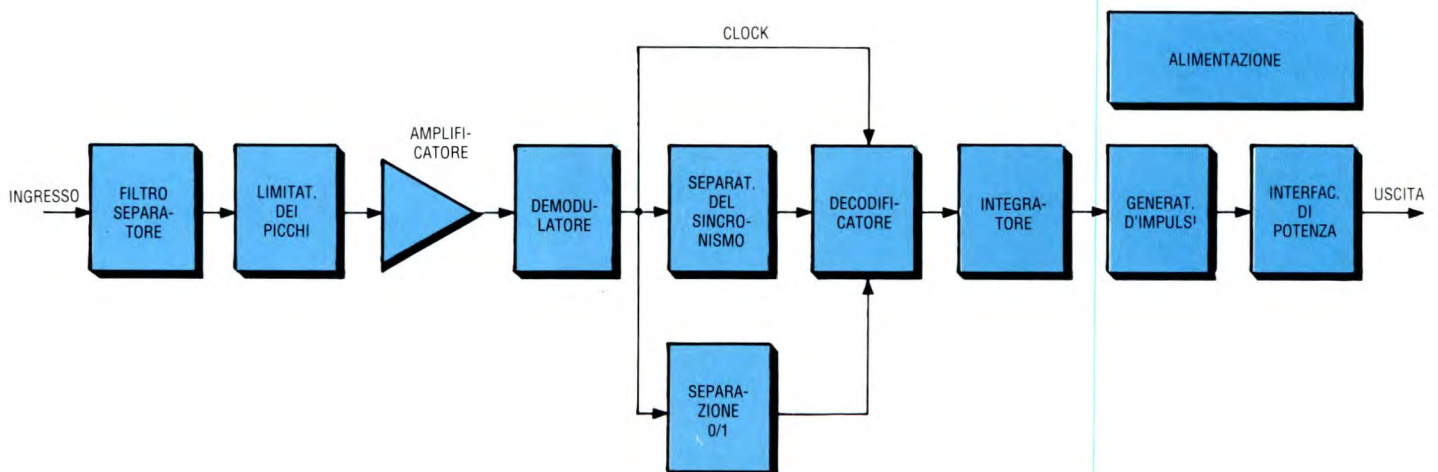 CLOCK
ALIMENTAZIONE
AMPLIFI-
CATORE
INGRESSO
FILTRO
SEPARA-
TORE
LIMITAT.
DEI
PICCHI
DEMODU-
LATORE
SEPARAT.
DEL
SINCRO-
NISMO
DECODIFI-
CATORE
INTEGRA-
TORE
GENERAT.
D'IMPULSI
INTERFAC.
DI
POTENZA
USCITA
SEPARA-
ZIONE
0/1